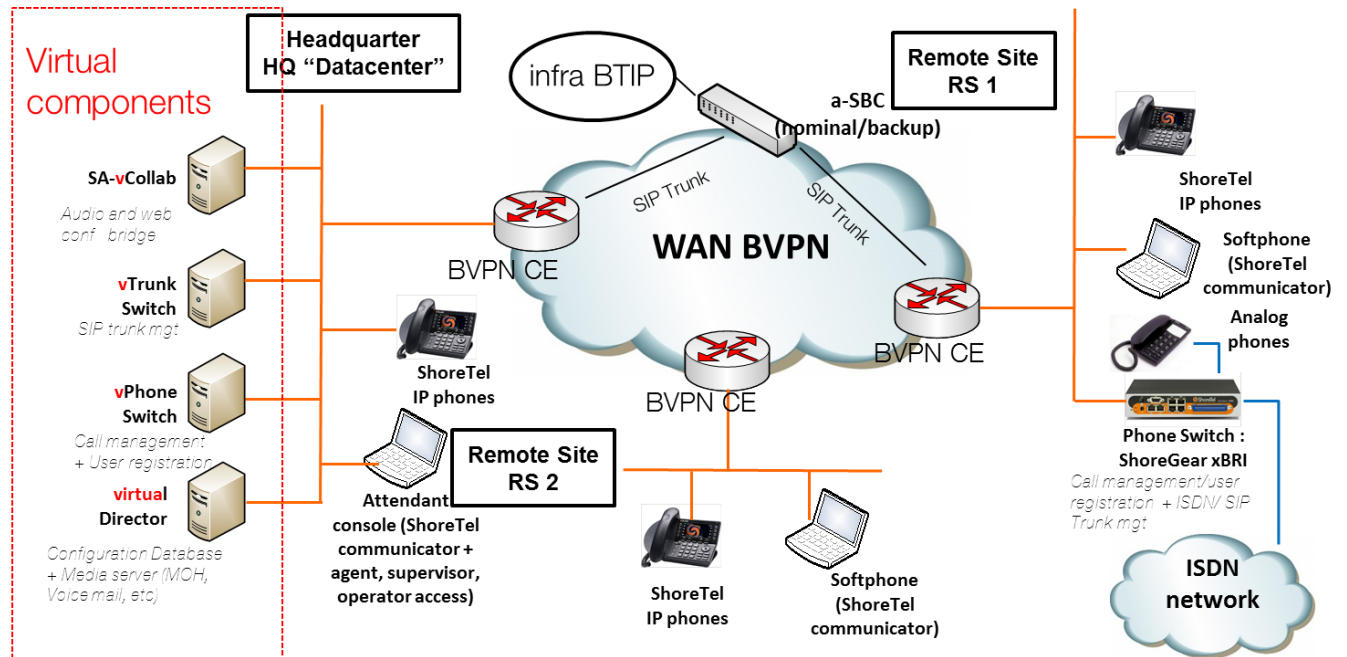 Virtual
components
Headquarter
HQ “Datacenter”
infra BTIP
a-SBC
(nominal/backup)
Remote Site
RS 1
SA-vCollab
Audio and web
conf bridge
vTrunk
Switch
SIP trunk mgt
vPhone
Switch
Call management
+ User registration
virtual
Director
Configuration Database
+ Media server (MOH,
Voice mail, etc)
BVPN CE
SIP Trunk
SIP Trunk
WAN BVPN
BVPN CE
BVPN CE
ShoreTel
IP phones
Attendant
console (ShoreTel
communicator +
agent, supervisor,
operator access)
Remote Site
RS 2
ShoreTel
IP phones
Softphone
(ShoreTel
communicator)
ShoreTel
IP phones
Softphone
(ShoreTel
communicator)
Analog
phones
Phone Switch :
ShoreGear xBRI
Call management/user
registration + ISDN/ SIP
Trunk mgt
ISDN
network